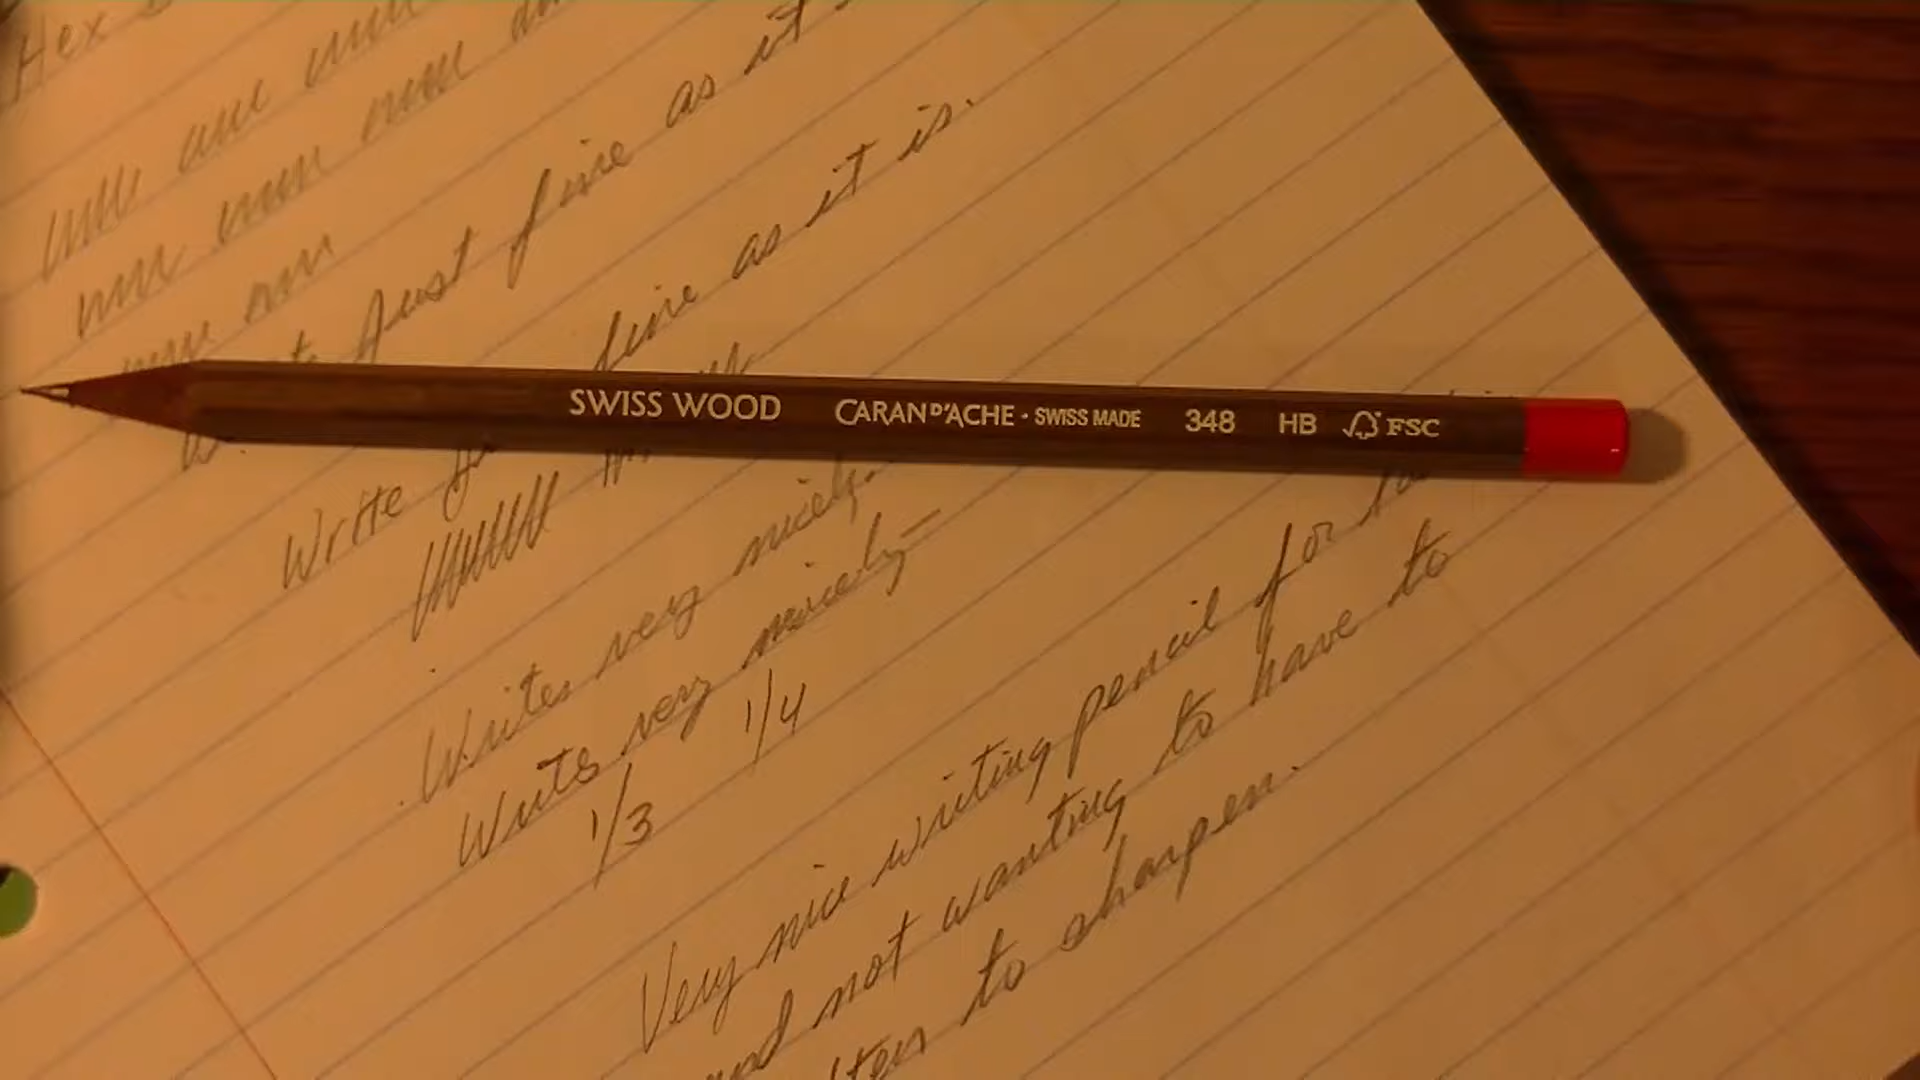 Hex
Just fine as it
fine as it is.
SWISS WOOD CARAN D'ACHE • SWISS MADE 348 HB FSC
Write
Writes very nicely.
Writes very nicely–
1/3 1/4
Very nice writing pencil for
and not wanting to have to
to sharpen.